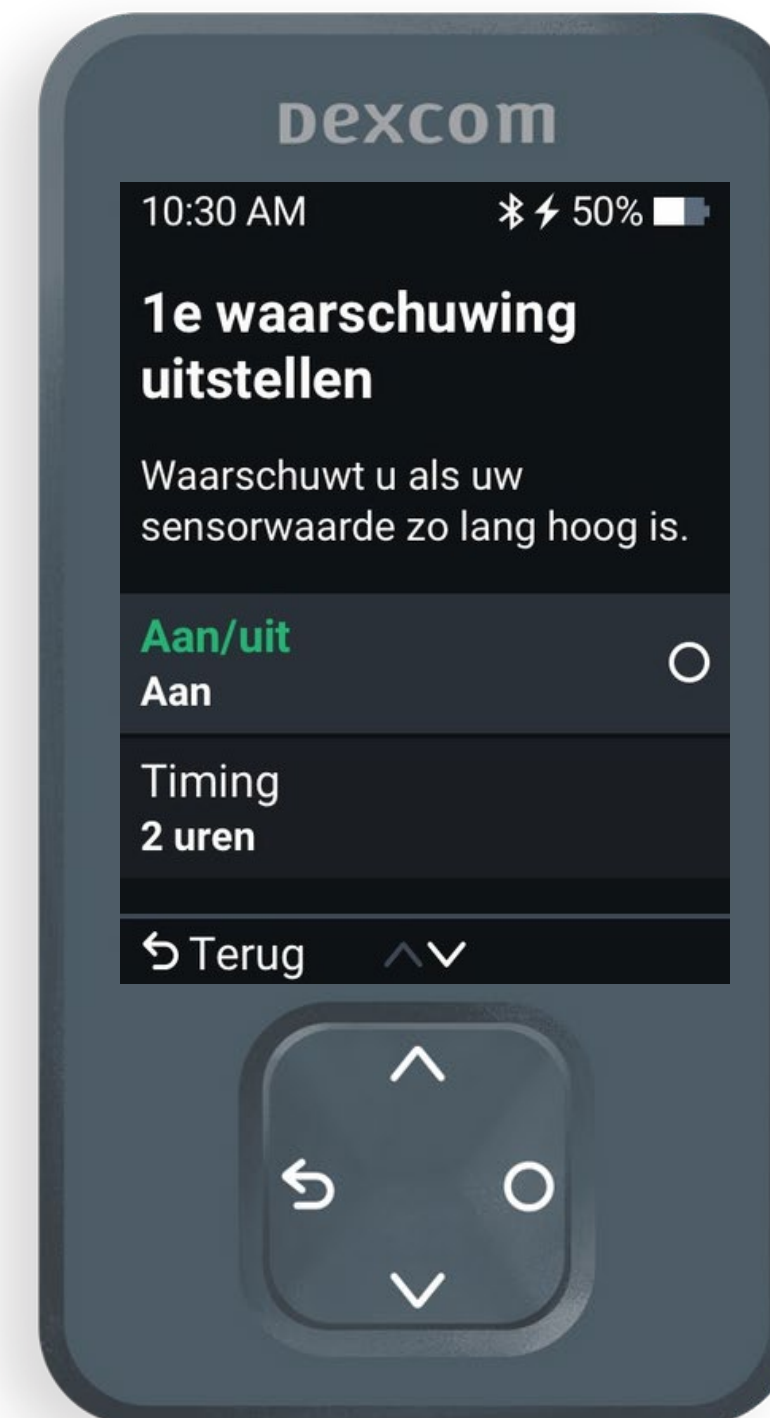 Dexcom
10:30 AM 50%
1e waarschuwing
uitstellen
Waarschuwt u als uw
sensorwaarde zo lang hoog is.
Aan/uit
Aan
Timing
2 uren
Terug